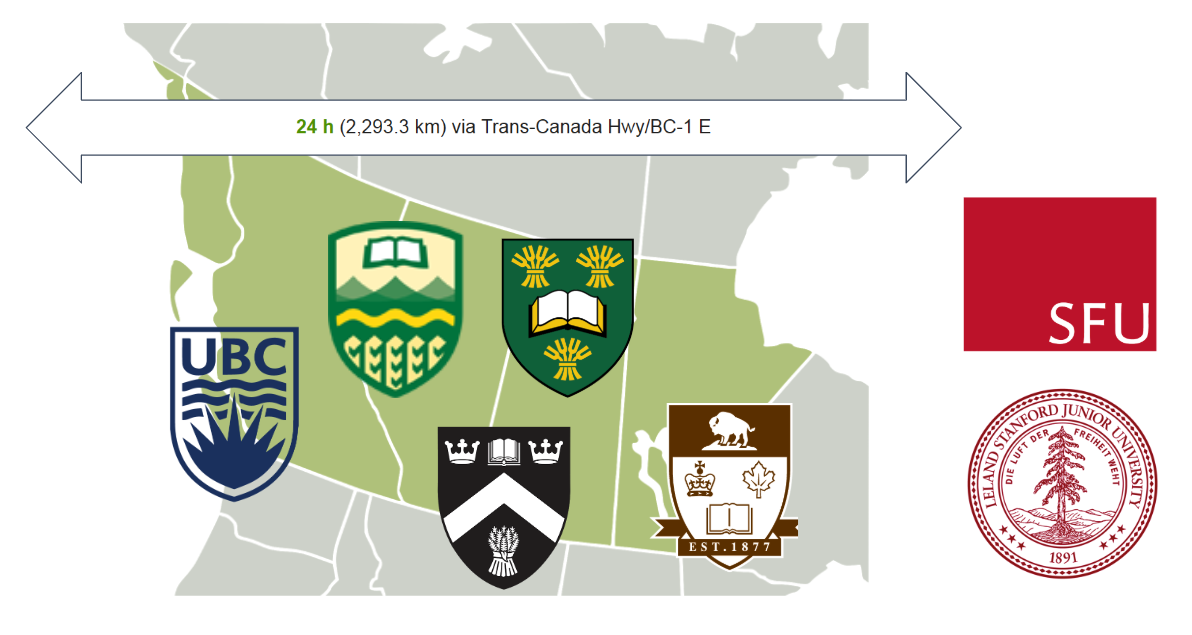 24 h (2,293.3 km) via Trans-Canada Hwy/BC-1 E
UBC
EST.1877
SFU
LELAND STANFORD JUNIOR UNIVERSITY
DIE LUFT DER FREIHEIT WEHT
1891